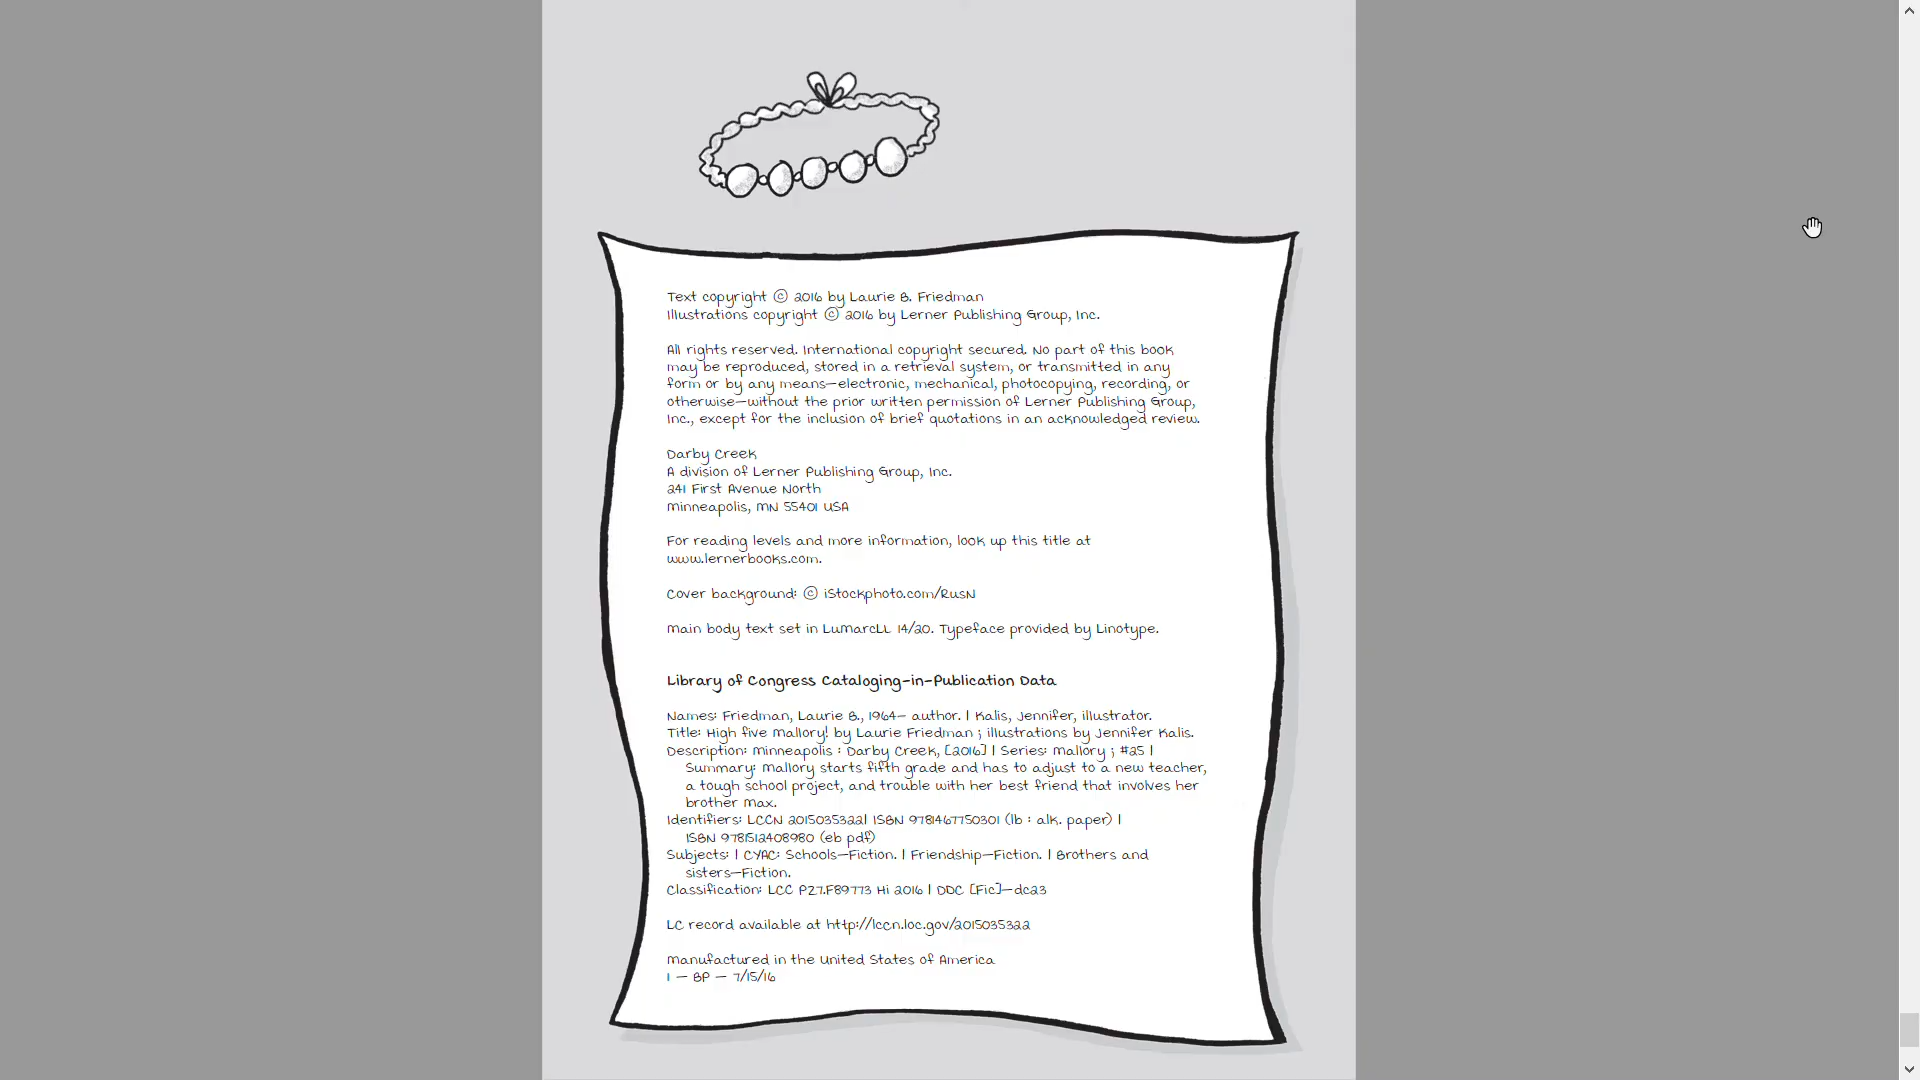 Text copyright © 2016 by Laurie B. Friedman
Illustrations copyright © 2016 by Lerner Publishing Group, Inc.
All rights reserved. International copyright secured. No part of this book
may be reproduced, stored in a retrieval system, or transmitted in any
form or by any means—electronic, mechanical, photocopying, recording, or
otherwise—without the prior written permission of Lerner Publishing Group,
Inc., except for the inclusion of brief quotations in an acknowledged review.
Darby Creek
A division of Lerner Publishing Group, Inc.
241 First Avenue North
Minneapolis, MN 55401 USA
For reading levels and more information, look up this title at
www.lernerbooks.com.
Cover background: © iStockphoto.com/RusN
Main body text set in LuMarcLL 14/20. Typeface provided by Linotype.
Library of Congress Cataloging-in-Publication Data
Names: Friedman, Laurie B., 1964– author. | Kalis, Jennifer, illustrator.
Title: High five Mallory! by Laurie Friedman ; illustrations by Jennifer Kalis.
Description: Minneapolis : Darby Creek, [2016] | Series: Mallory ; #25 |
Summary: Mallory starts fifth grade and has to adjust to a new teacher,
a tough school project, and trouble with her best friend that involves her
brother Max.
Identifiers: LCCN 2015035322| ISBN 9781467750301 (lb : alk. paper) |
ISBN 9781512408980 (eb pdf)
Subjects: | CYAC: Schools—Fiction. | Friendship—Fiction. | Brothers and
sisters—Fiction.
Classification: LCC PZ7.F89773 Hi 2016 | DDC [Fic]—dc23
LC record available at http://lccn.loc.gov/2015035322
Manufactured in the United States of America
1 – BP – 7/15/16